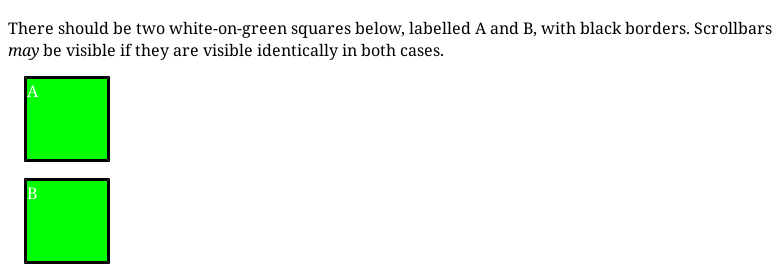 There should be two white-on-green squares below, labelled A and B, with black borders. Scrollbars
may be visible if they are visible identically in both cases.
A
B